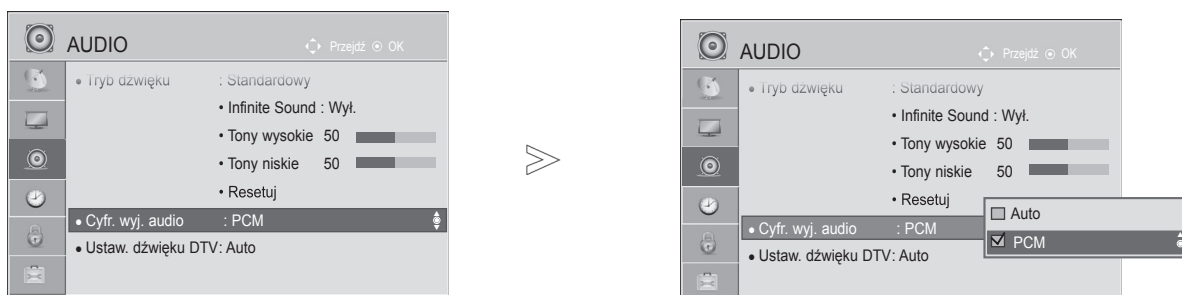 AUDIO
Przejdź OK
• Tryb dźwięku : Standardowy
• Infinite Sound : Wył.
• Tony wysokie 50
• Tony niskie 50
• Resetuj
• Cyfr. wyj. audio : PCM
• Ustaw. dźwięku DTV: Auto
AUDIO
Przejdź OK
• Tryb dźwięku : Standardowy
• Infinite Sound : Wył.
• Tony wysokie 50
• Tony niskie 50
• Resetuj
• Cyfr. wyj. audio : PCM
• Ustaw. dźwięku DTV: Auto
Auto
PCM